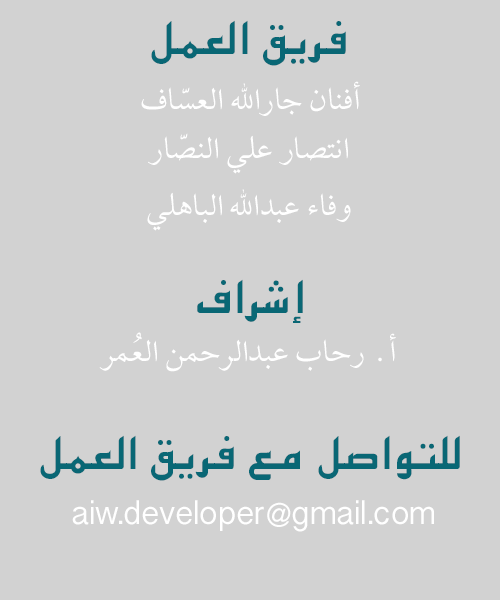 فريق العمل
أفنان جارالله العسّاف
انتصار علي النصّار
وفاء عبدالله الباهلي
إشراف
أ. رحاب عبدالرحمن العُمر
للتواصل مع فريق العمل
aiw.developer@gmail.com